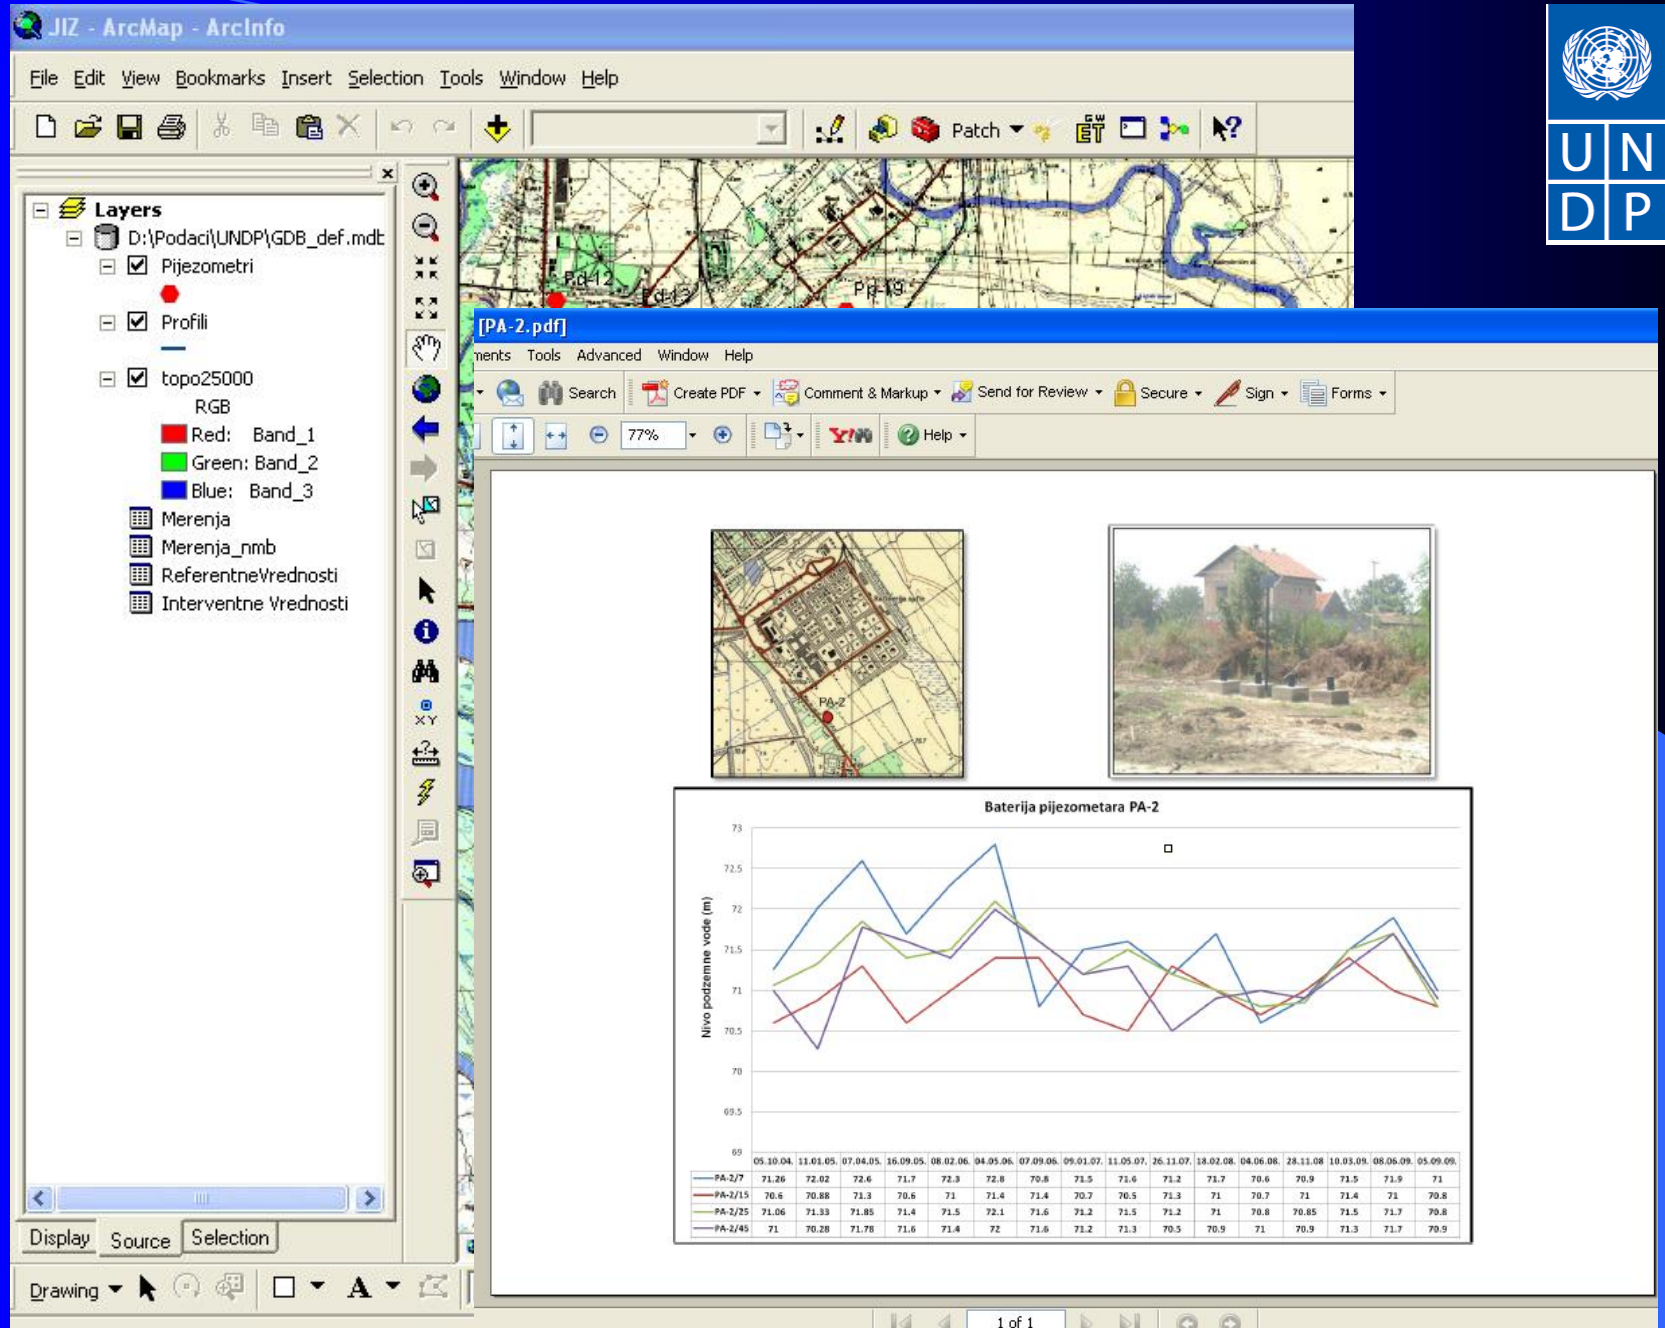 JIZ - ArcMap - ArcInfo
File Edit View Bookmarks Insert Selection Tools Window Help
Patch
UN
DP
Layers
D:\Podaci\UNDP\GDB_def.mdb
Pijezometri
Profili
topo25000
RGB
Red: Band_1
Green: Band_2
Blue: Band_3
Merenja
Merenja_nmb
ReferentneVrednosti
Interventne Vrednosti
Display Source Selection
Drawing
Pd-12
Pd-13
Pp-19
[PA-2.pdf]
ments Tools Advanced Window Help
Search Create PDF Comment & Markup Send for Review Secure Sign Forms
77% Y! Help
PA-2
Baterija pijezometara PA-2
Nivo podzemne vode (m)
73
72.5
72
71.5
71
70.5
70
69.5
69
05.10.04. 11.01.05. 07.04.05. 16.09.05. 08.02.06. 04.05.06. 07.09.06. 09.01.07. 11.05.07. 26.11.07. 18.02.08. 04.06.08. 28.11.08 10.03.09. 08.06.09. 05.09.09.
PA-2/7 71.26 72.02 72.6 71.7 72.3 72.8 70.8 71.5 71.6 71.2 71.7 70.6 70.9 71.5 71.9 71
PA-2/15 70.6 70.88 71.3 70.6 71 71.4 71.4 70.7 70.5 71.3 71 70.7 71 71.4 71 70.8
PA-2/25 71.06 71.33 71.85 71.4 71.5 72.1 71.6 71.2 71.5 71.2 71 70.8 70.85 71.5 71.7 70.8
PA-2/45 71 70.28 71.78 71.6 71.4 72 71.6 71.2 71.3 70.5 70.9 71 70.9 71.3 71.7 70.9
1 of 1